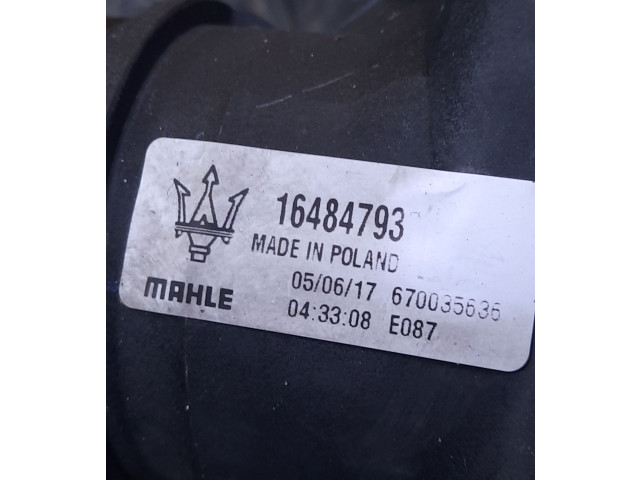 16484793
MADE IN POLAND
05/06/17 670035636
MAHLE
04:33:08 E087